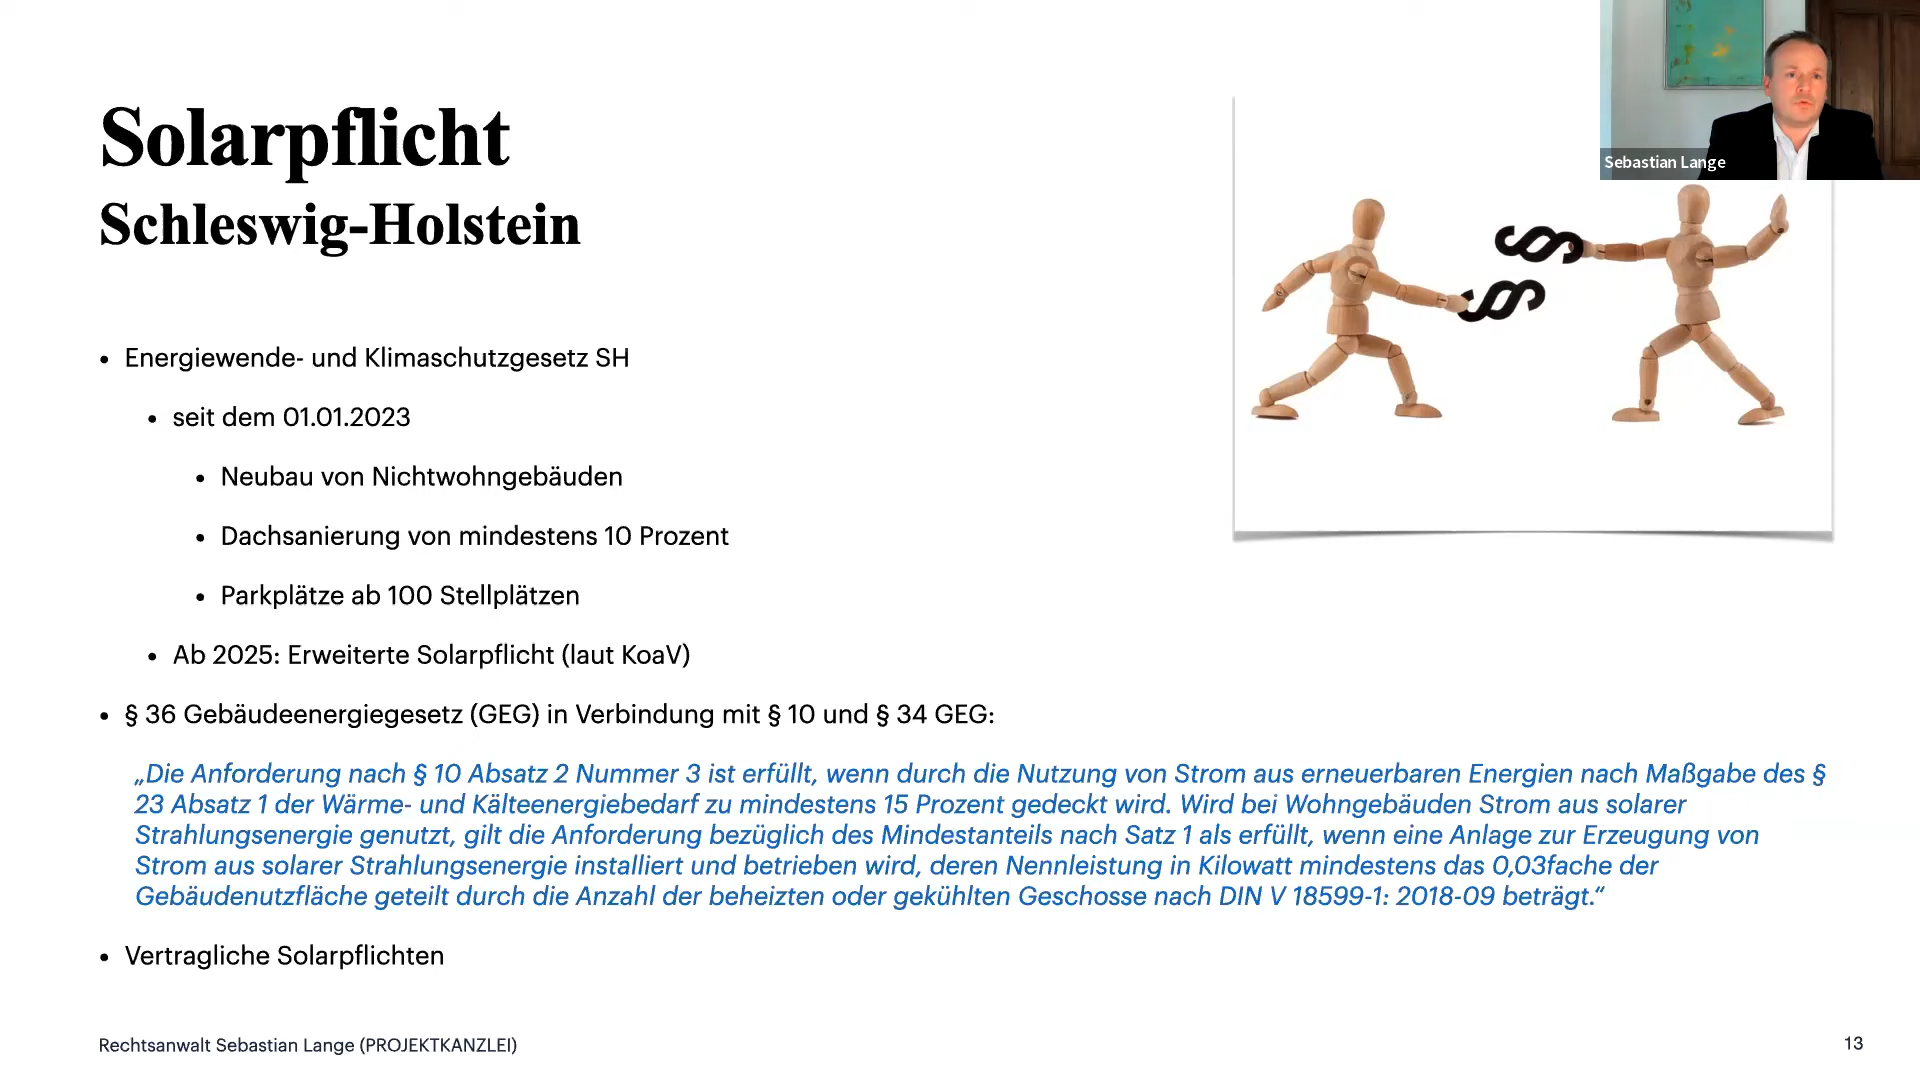 Sebastian Lange
Solarpflicht
Schleswig-Holstein
§
§
• Energiewende- und Klimaschutzgesetz SH
• seit dem 01.01.2023
• Neubau von Nichtwohngebäuden
• Dachsanierung von mindestens 10 Prozent
• Parkplätze ab 100 Stellplätzen
• Ab 2025: Erweiterte Solarpflicht (laut KoaV)
• § 36 Gebäudeenergiegesetz (GEG) in Verbindung mit § 10 und § 34 GEG:
„Die Anforderung nach § 10 Absatz 2 Nummer 3 ist erfüllt, wenn durch die Nutzung von Strom aus erneuerbaren Energien nach Maßgabe des §
23 Absatz 1 der Wärme- und Kälteenergiebedarf zu mindestens 15 Prozent gedeckt wird. Wird bei Wohngebäuden Strom aus solarer
Strahlungsenergie genutzt, gilt die Anforderung bezüglich des Mindestanteils nach Satz 1 als erfüllt, wenn eine Anlage zur Erzeugung von
Strom aus solarer Strahlungsenergie installiert und betrieben wird, deren Nennleistung in Kilowatt mindestens das 0,03fache der
Gebäudenutzfläche geteilt durch die Anzahl der beheizten oder gekühlten Geschosse nach DIN V 18599-1: 2018-09 beträgt.“
• Vertragliche Solarpflichten
Rechtsanwalt Sebastian Lange (PROJEKTKANZLEI)
13